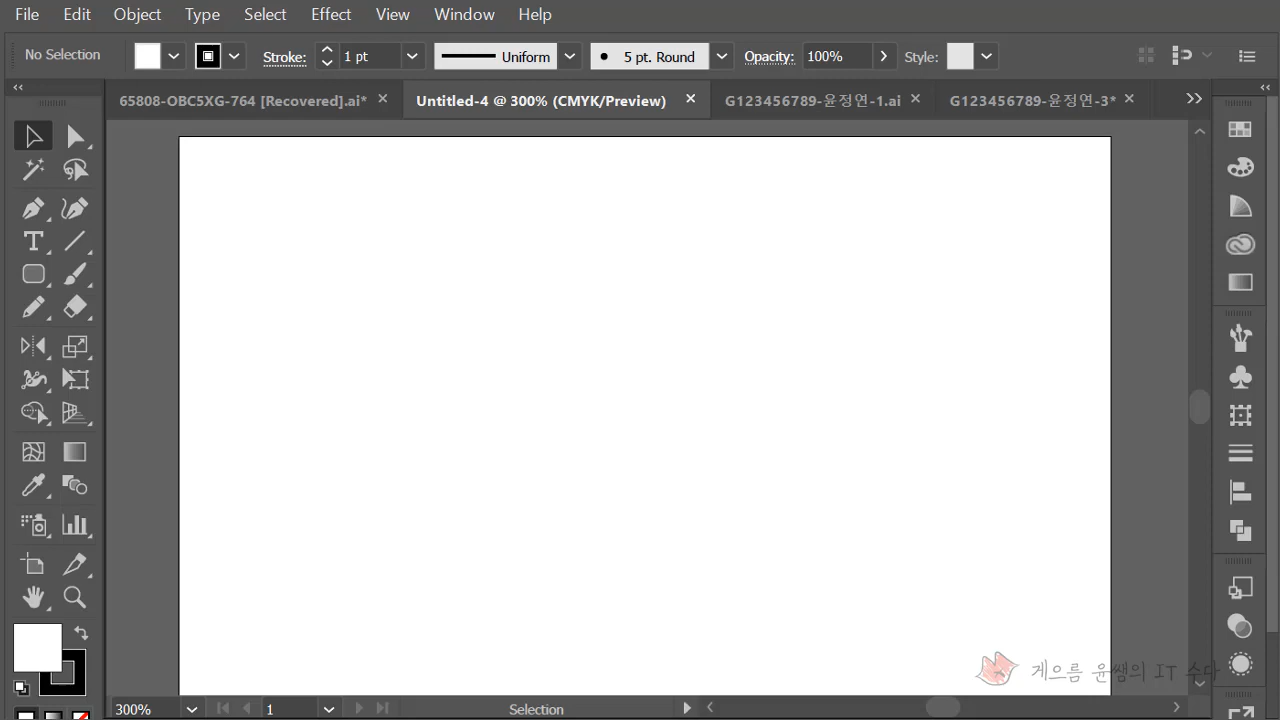 File Edit Object Type Select Effect View Window Help
No Selection Stroke: 1 pt Uniform 5 pt. Round Opacity: 100% Style:
65808-OBC5XG-764 [Recovered].ai* Untitled-4 @ 300% (CMYK/Preview) G123456789-윤정연-1.ai G123456789-윤정연-3*
게으름 윤쌤의 IT 수다
300% 1 Selection